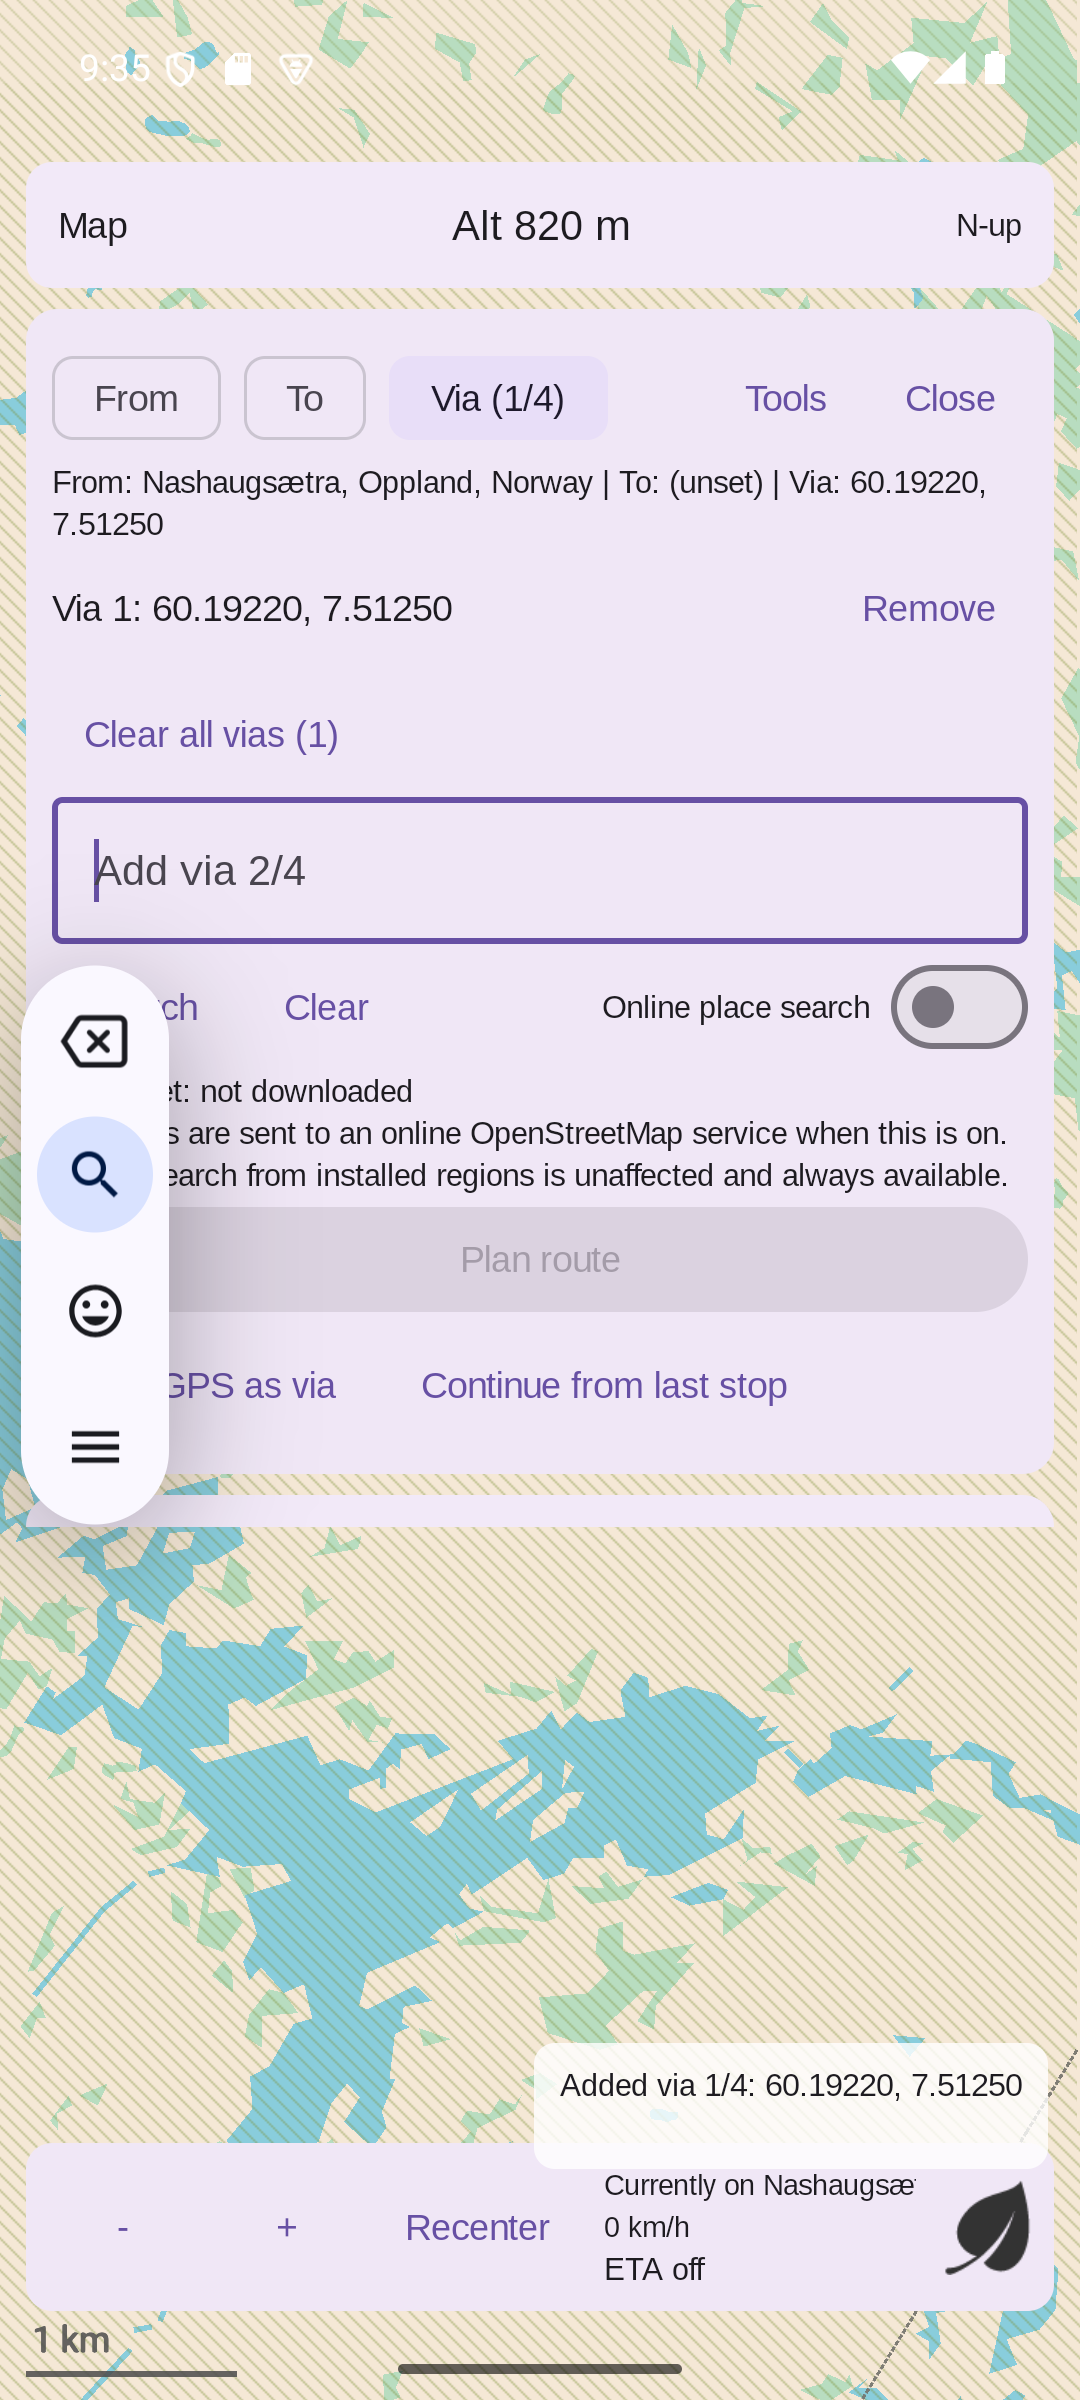 9:35
Map
Alt 820 m
N-up
From
To
Via (1/4)
Tools
Close
From: Nashaugsætra, Oppland, Norway | To: (unset) | Via: 60.19220,
7.51250
Via 1: 60.19220, 7.51250
Remove
Clear all vias (1)
Add via 2/4
Clear
Online place search
not downloaded
are sent to an online OpenStreetMap service when this is on.
from installed regions is unaffected and always available.
Plan route
GPS as via
Continue from last stop
Added via 1/4: 60.19220, 7.51250
-
+
Recenter
Currently on
0 km/h
ETA off
1 km